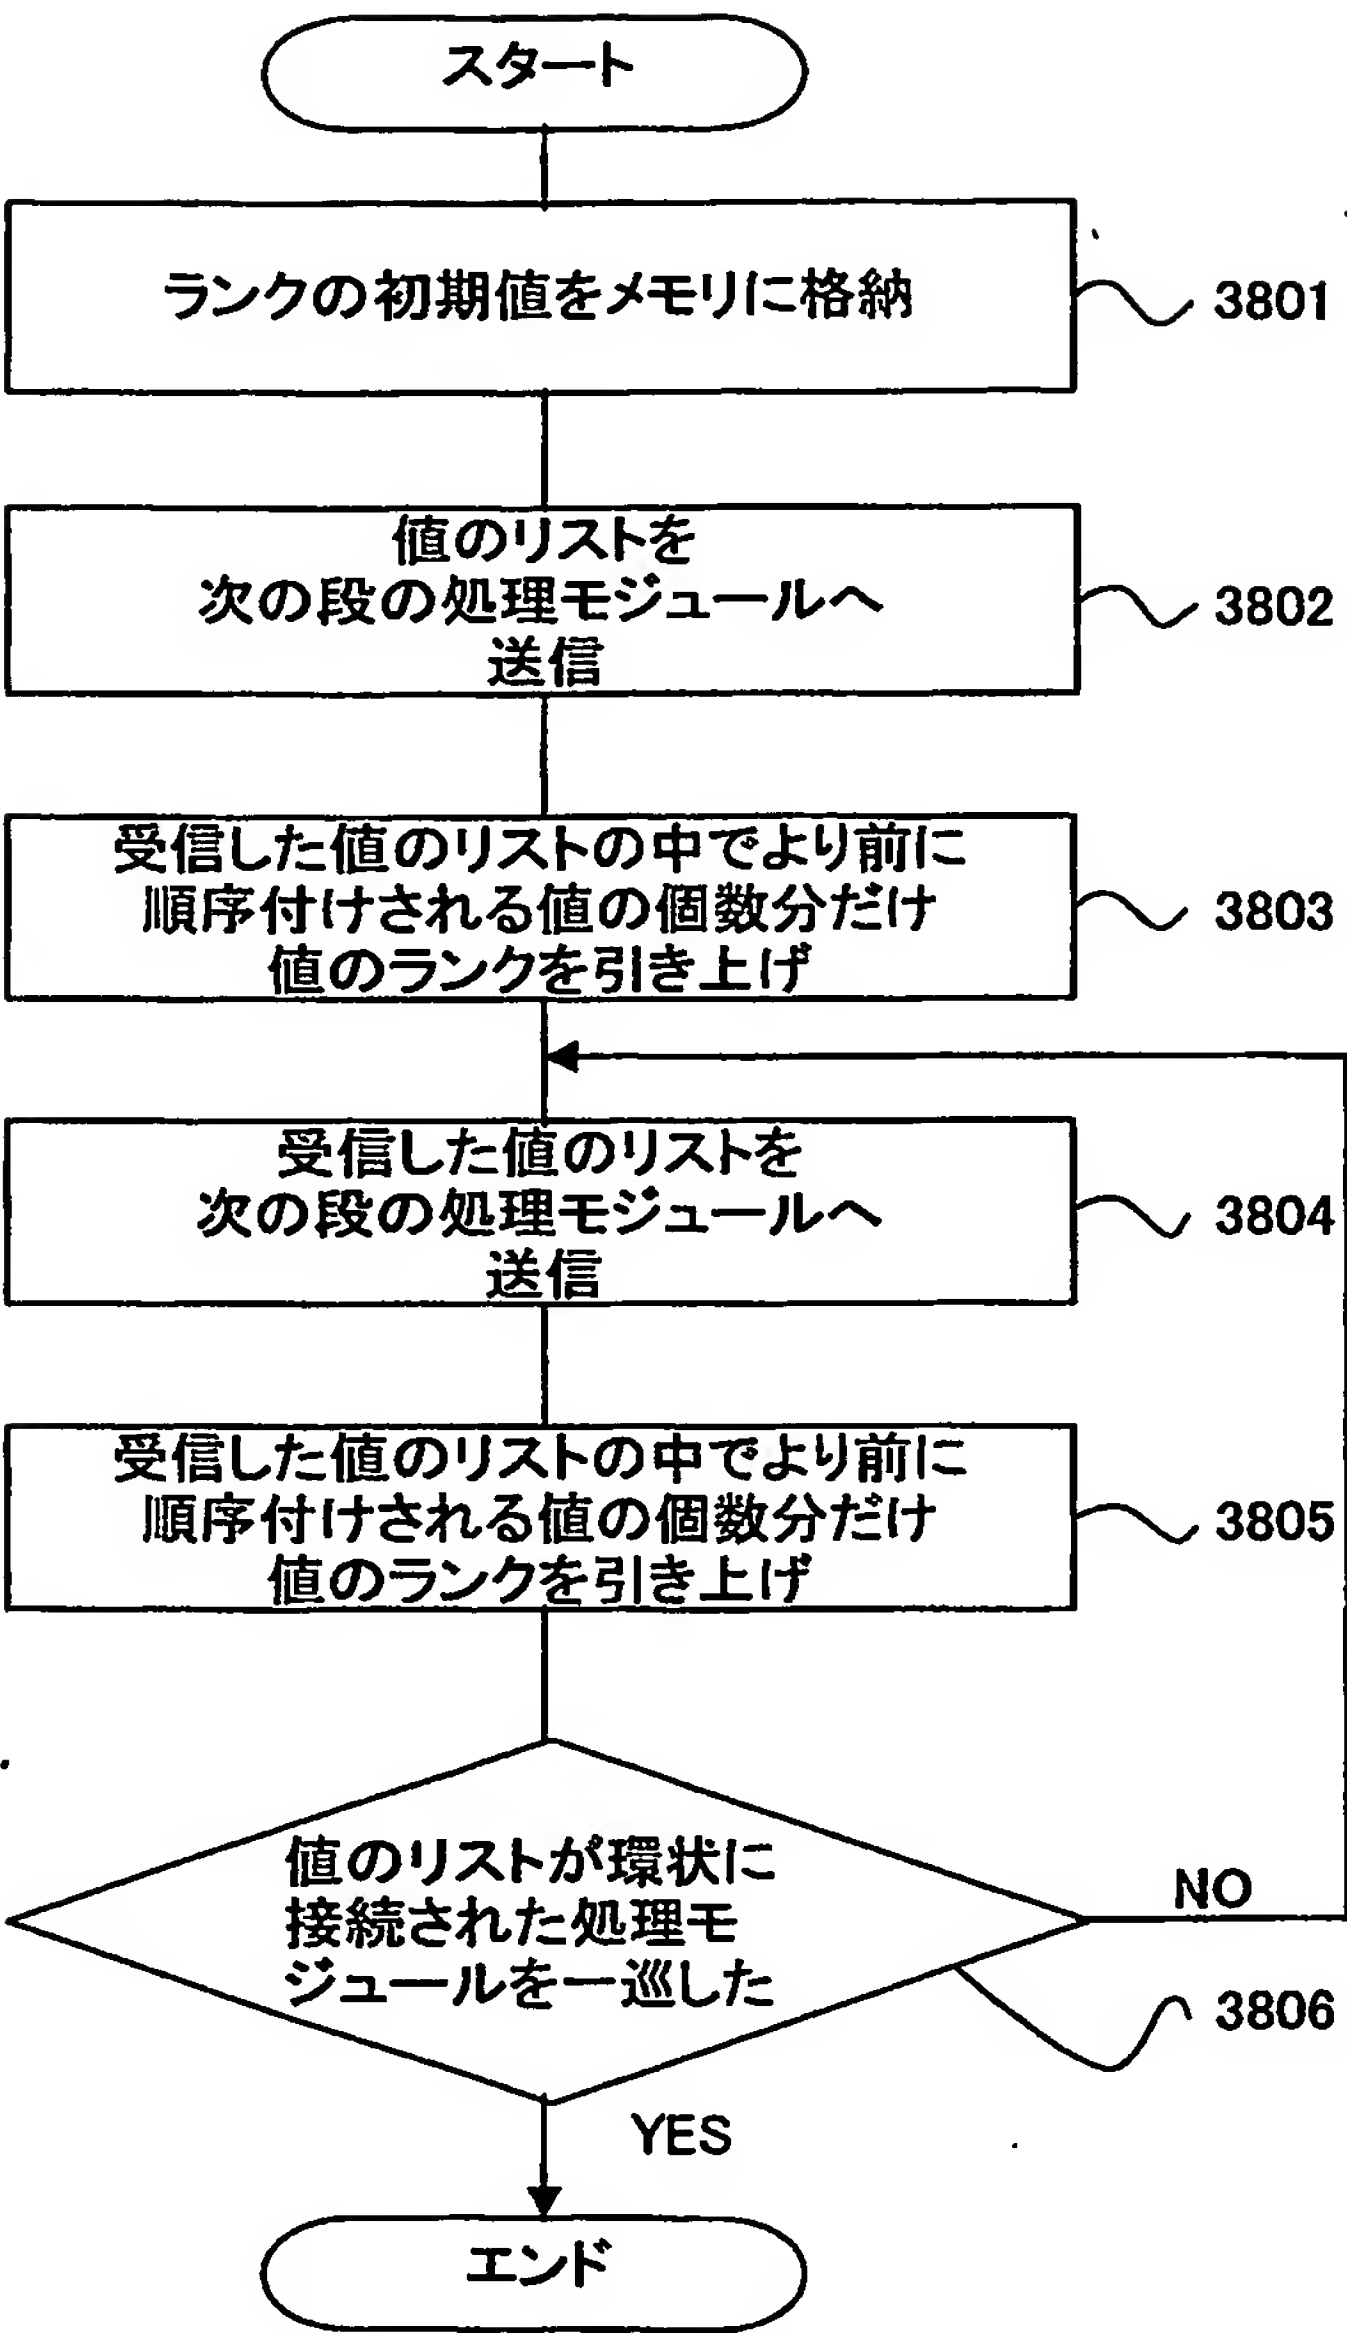 スタート
ランクの初期値をメモリに格納
3801
値のリストを
次の段の処理モジュールへ
送信
3802
受信した値のリストの中でより前に
順序付けされる値の個数分だけ
値のランクを引き上げ
3803
受信した値のリストを
次の段の処理モジュールへ
送信
3804
受信した値のリストの中でより前に
順序付けされる値の個数分だけ
値のランクを引き上げ
3805
値のリストが環状に
接続された処理モ
ジュールを一巡した
NO
3806
YES
エンド